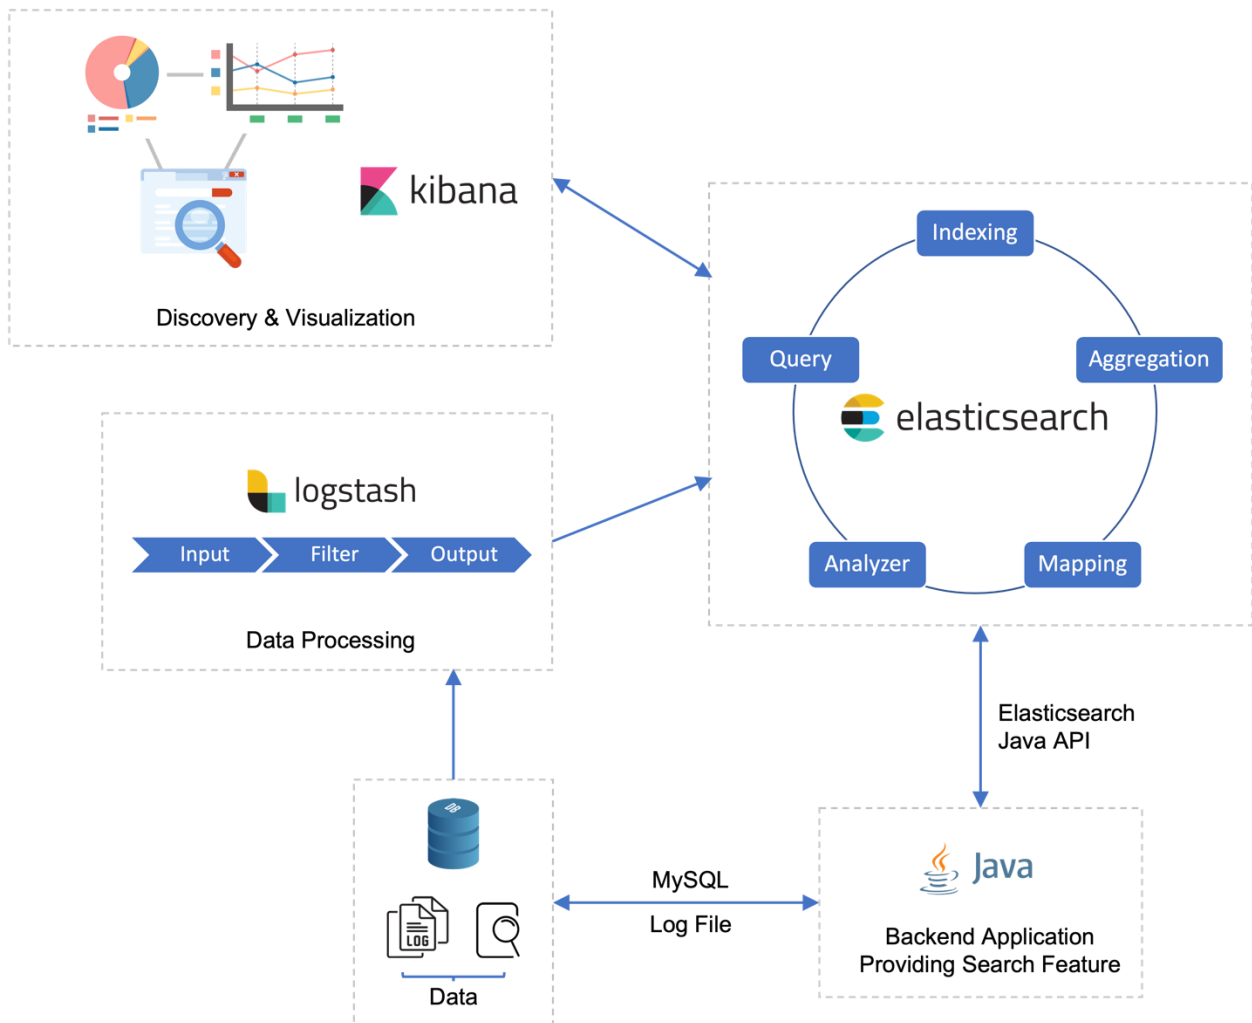 kibana
Discovery & Visualization
Indexing
Query
Aggregation
elasticsearch
Analyzer
Mapping
logstash
Input
Filter
Output
Data Processing
Elasticsearch
Java API
DB
LOG
Data
MySQL
Log File
Java
Backend Application
Providing Search Feature